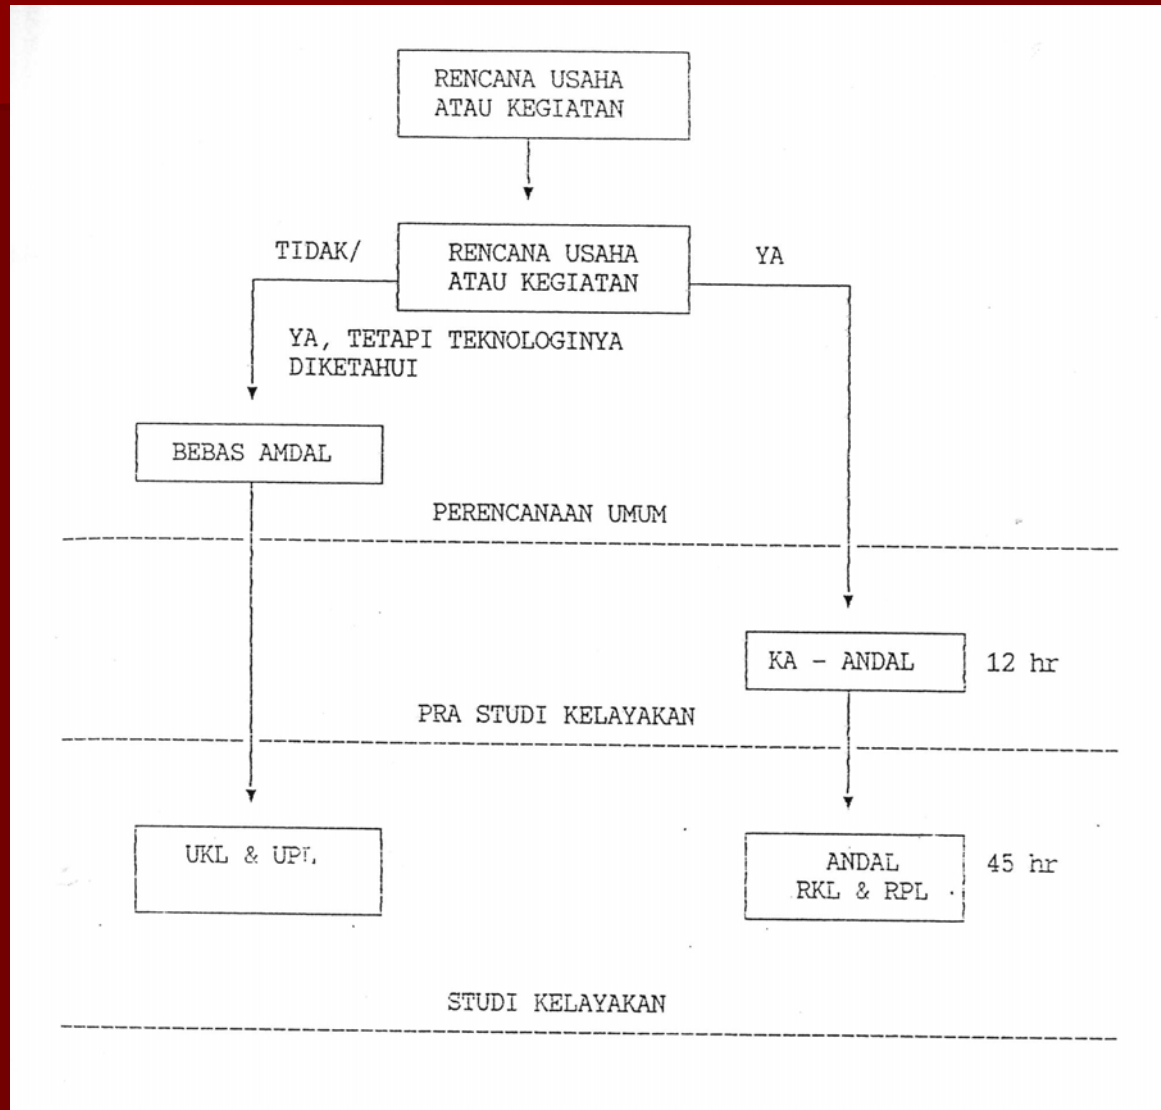 RENCANA USAHA
ATAU KEGIATAN
TIDAK/
RENCANA USAHA
ATAU KEGIATAN
YA
YA, TETAPI TEKNOLOGINYA
DIKETAHUI
BEBAS AMDAL
PERENCANAAN UMUM
KA - ANDAL
12 hr
PRA STUDI KELAYAKAN
UKL & UPL
ANDAL
RKL & RPL
45 hr
STUDI KELAYAKAN